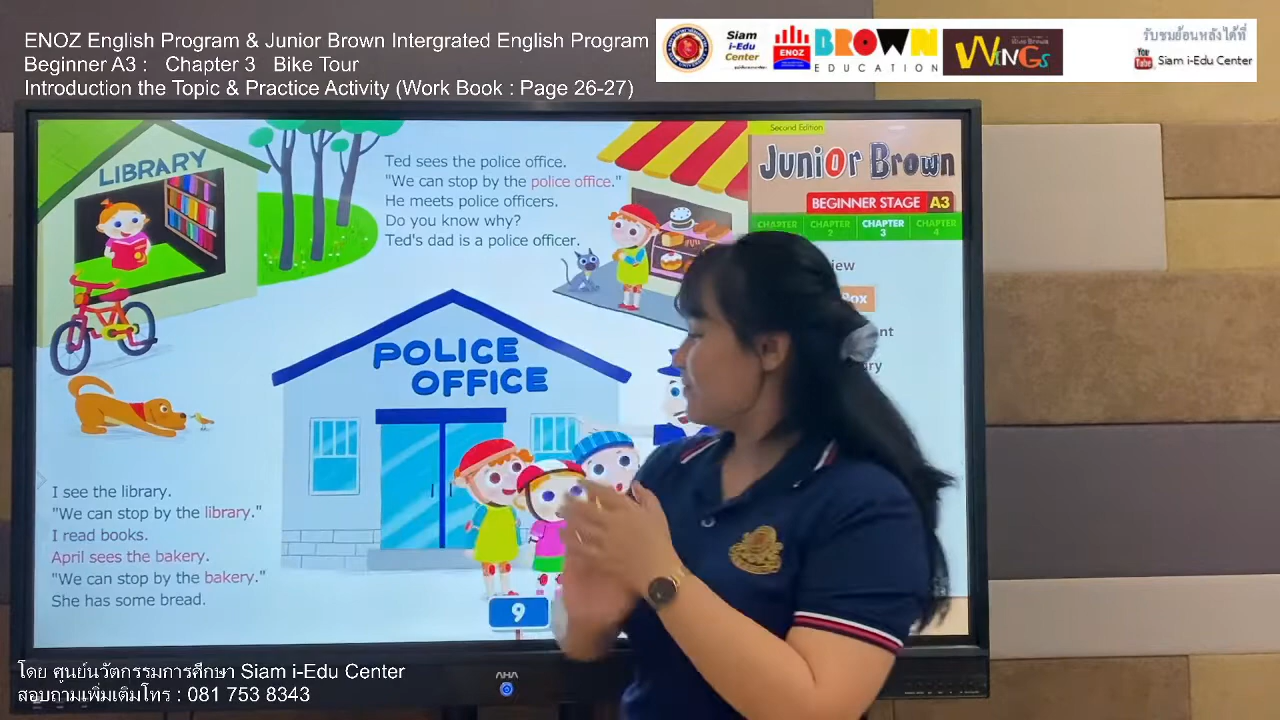 ENOZ English Program & Junior Brown Intergrated English Program
Beginner A3 : Chapter 3 Bike Tour
Introduction the Topic & Practice Activity (Work Book : Page 26-27)
Siam
i-Edu
Center
ENOZ
BROWN
EDUCATION
WiNGs
รับชมย้อนหลังได้ที่
You
Tube
Siam i-Edu Center
LIBRARY
Ted sees the police office.
"We can stop by the police office."
He meets police officers.
Do you know why?
Ted's dad is a police officer.
Second Edition
Junior Brown
BEGINNER STAGE A3
CHAPTER
CHAPTER 2
CHAPTER 3
CHAPTER 4
POLICE
OFFICE
9
I see the library.
"We can stop by the library."
I read books.
April sees the bakery.
"We can stop by the bakery."
She has some bread.
โดย ศูนย์นวัตกรรมการศึกษา Siam i-Edu Center
สอบถามเพิ่มเติมโทร :